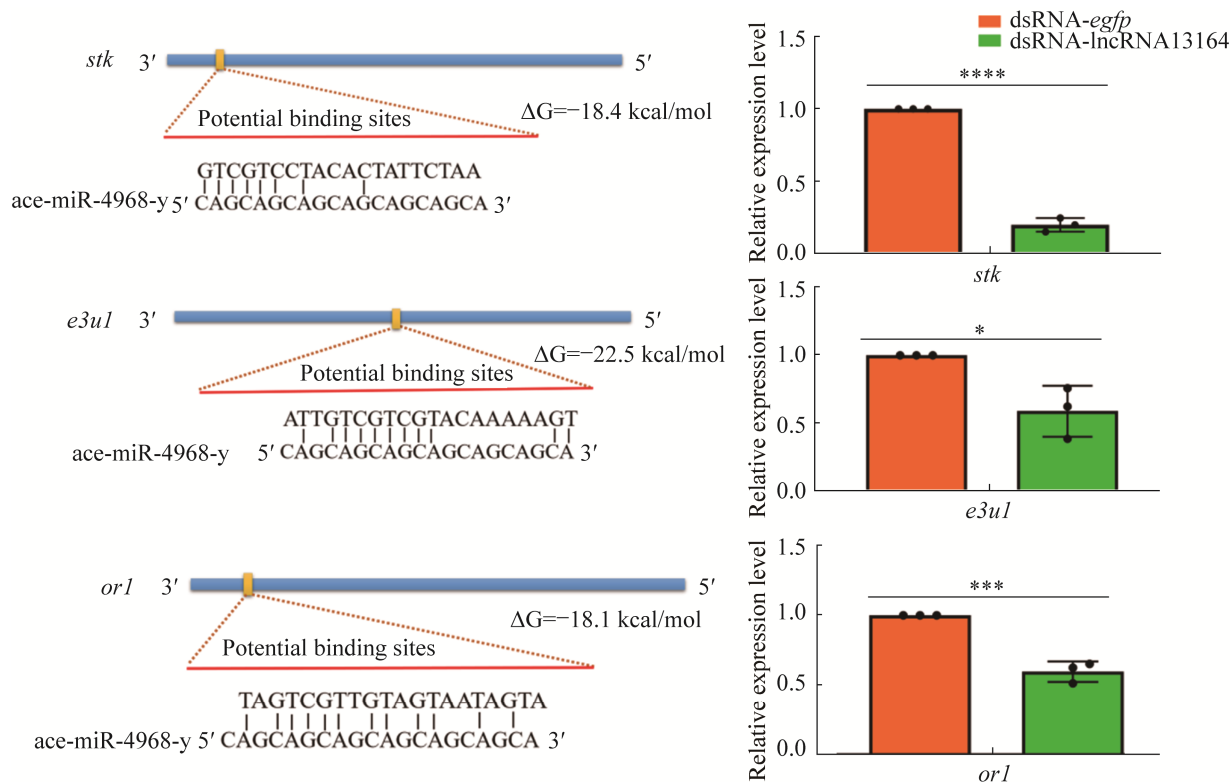 stk 3′ 5′
Potential binding sites
ΔG=−18.4 kcal/mol
GTCGTCCTACACTATTCTAA
ace-miR-4968-y 5′ CAGCAGCAGCAGCAGCAGCA 3′
e3u1 3′ 5′
ΔG=−22.5 kcal/mol
Potential binding sites
ATTGTCGTCGTACAAAAAGT
ace-miR-4968-y 5′ CAGCAGCAGCAGCAGCAGCA 3′
or1 3′ 5′
ΔG=−18.1 kcal/mol
Potential binding sites
TAGTCGTTGTAGTAATAGTA
ace-miR-4968-y 5′ CAGCAGCAGCAGCAGCAGCA 3′
dsRNA-egfp
dsRNA-lncRNA13164
Relative expression level
1.5
1.0
0.5
0.0
****
stk
Relative expression level
1.5
1.0
0.5
0.0
*
e3u1
Relative expression level
1.5
1.0
0.5
0.0
***
or1